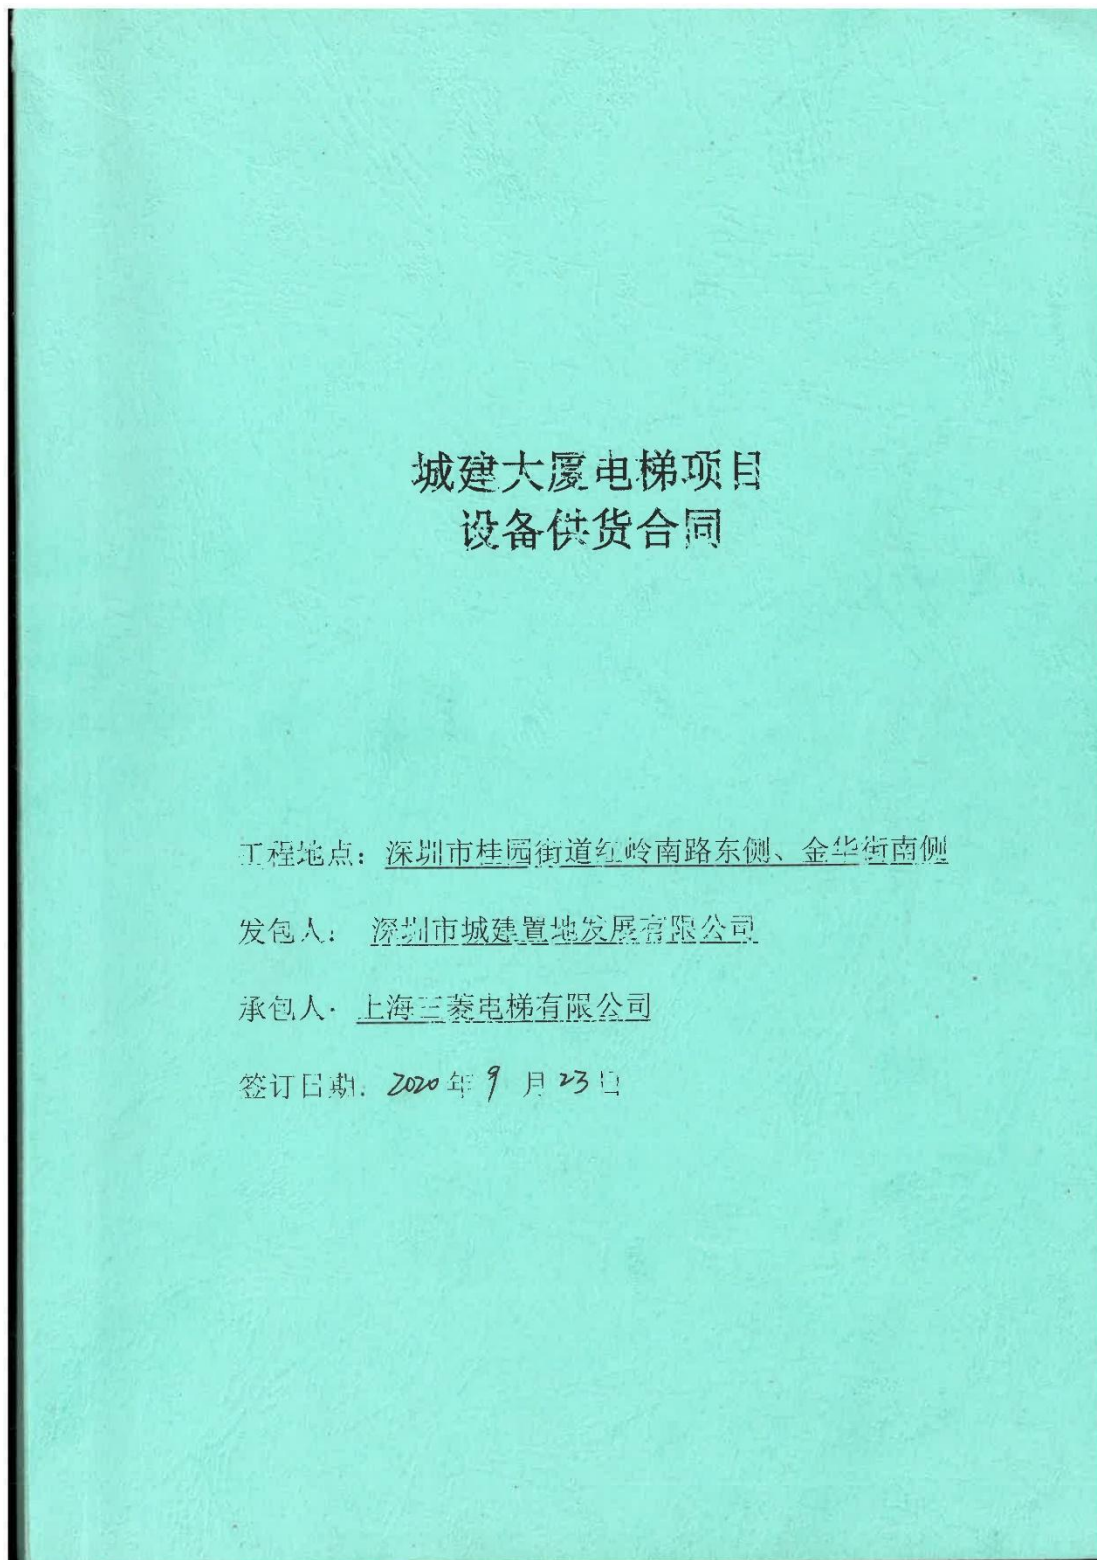 城建大厦电梯项目
设备供货合同
工程地点：深圳市桂园街道红岭南路东侧、金华街南侧
发包人：深圳市城建置地发展有限公司
承包人：上海三菱电梯有限公司
签订日期：2020年9月23日